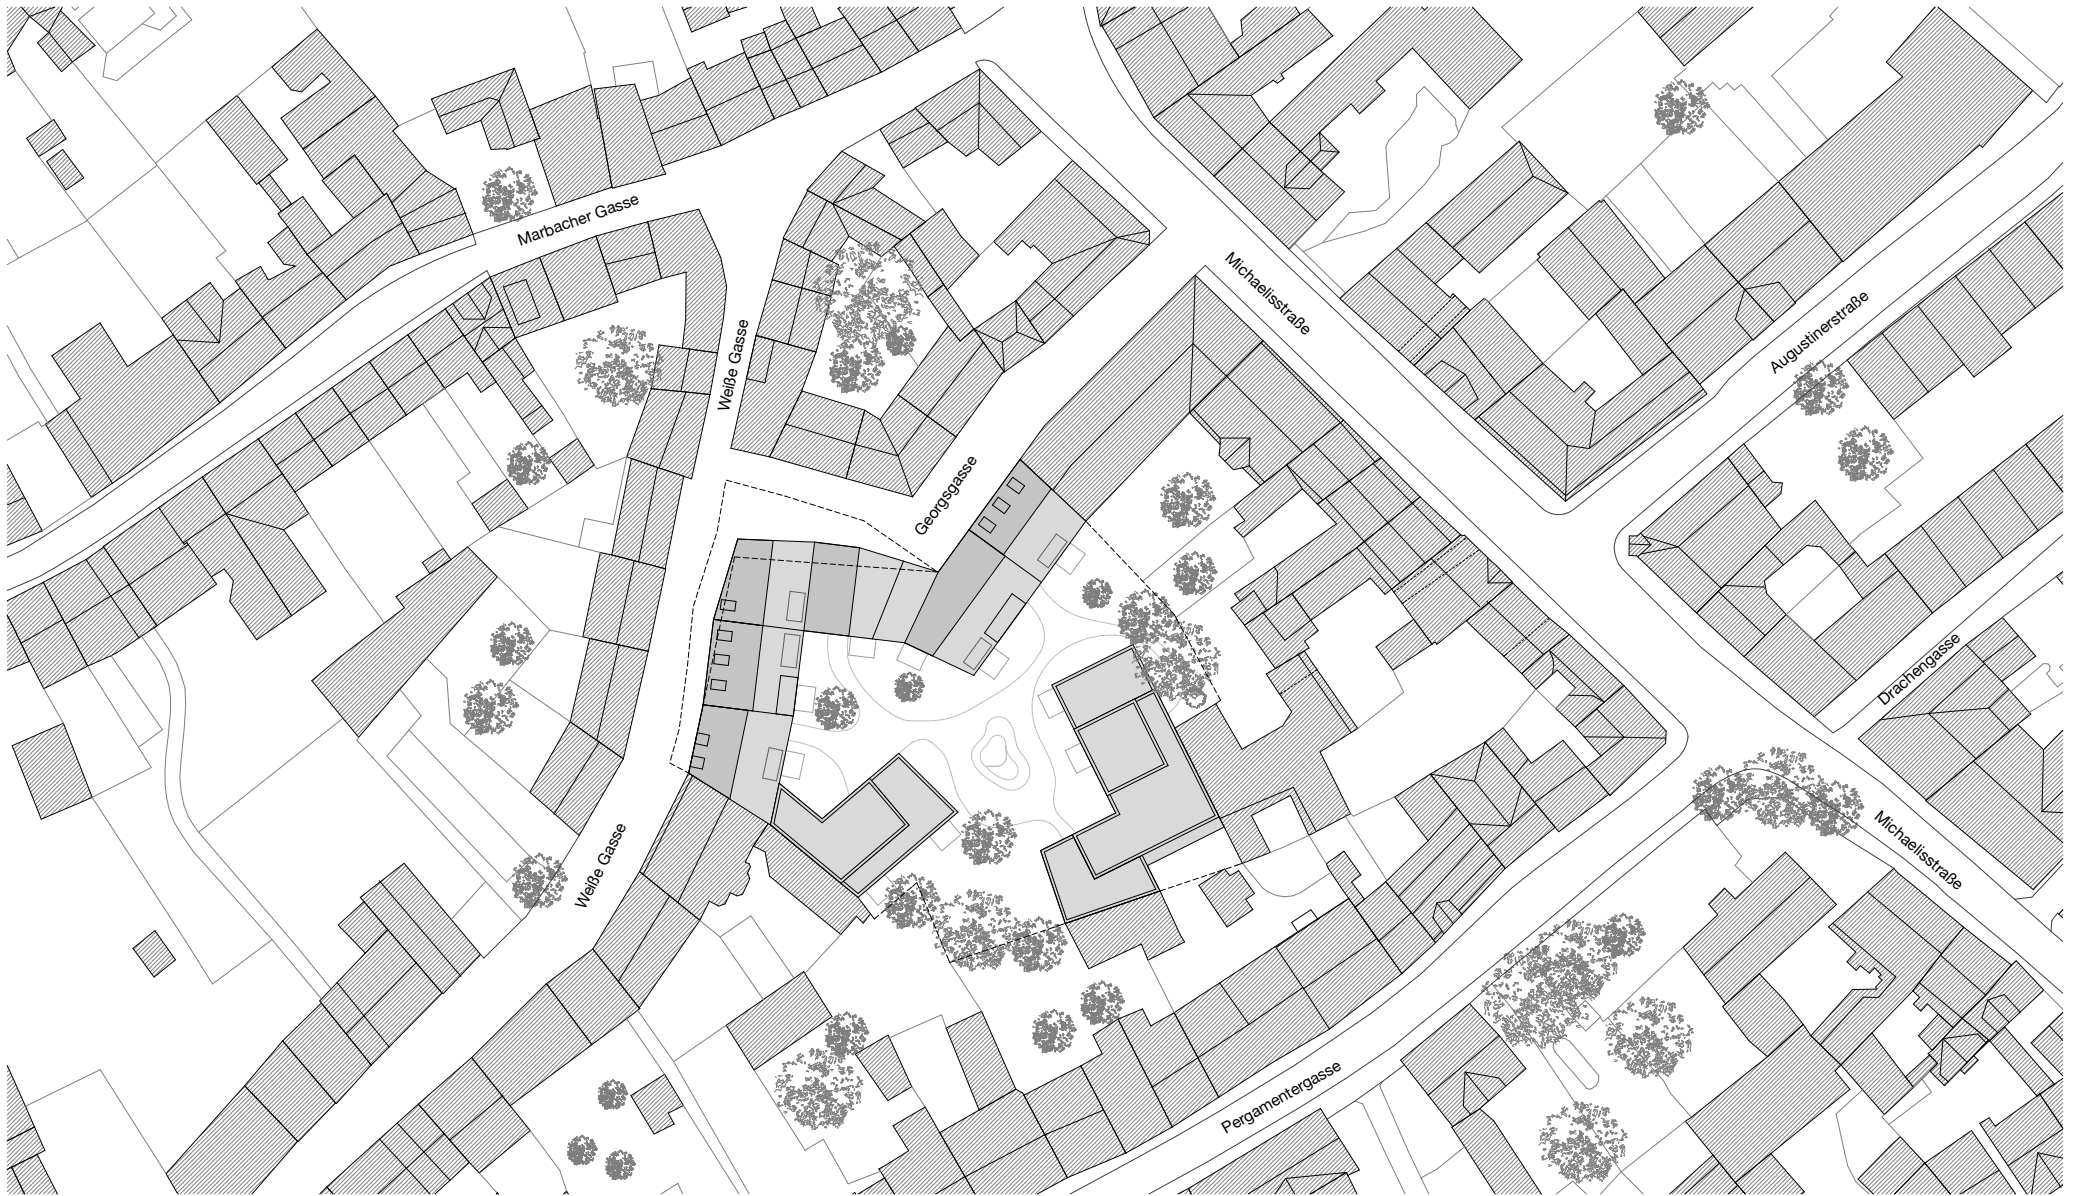 Marbacher Gasse
Michaelisstraße
Augustinerstraße
Weiße Gasse
Georgsgasse
Drachengasse
Michaelisstraße
Weiße Gasse
Pergamentergasse